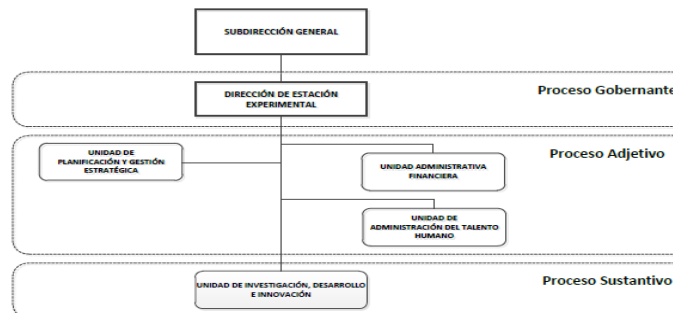 SUBDIRECCIÓN GENERAL
DIRECCIÓN DE ESTACIÓN
EXPERIMENTAL
Proceso Gobernante
UNIDAD DE
PLANIFICACIÓN Y GESTIÓN
ESTRATÉGICA
UNIDAD ADMINISTRATIVA
FINANCIERA
Proceso Adjetivo
UNIDAD DE
ADMINISTRACIÓN DEL TALENTO
HUMANO
UNIDAD DE INVESTIGACIÓN, DESARROLLO
E INNOVACIÓN
Proceso Sustantivo